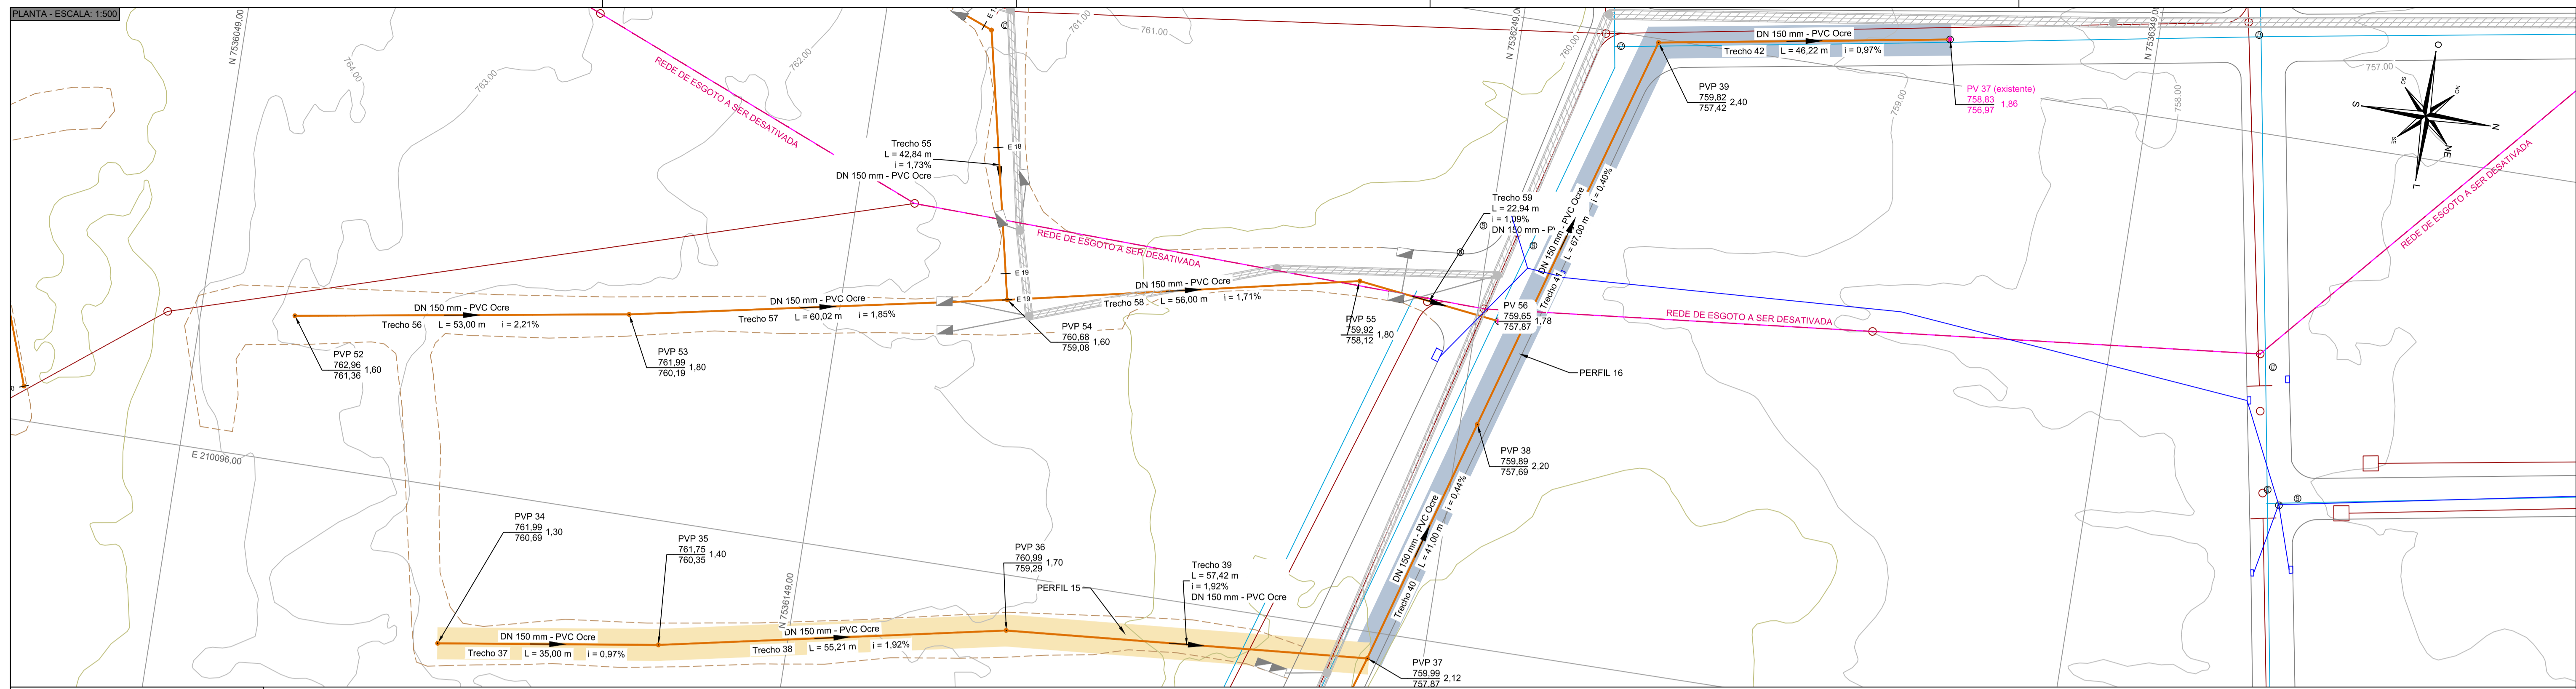 PLANTA - ESCALA: 1:500
N 7536049,00
764.00
763.00
762.00
761.00
761.00
760.00
N 7536249,00
759.00
N 7536349,00
758.00
757.00
REDE DE ESGOTO A SER DESATIVADA
Trecho 55
L = 42,84 m
i = 1,73%
DN 150 mm - PVC Ocre
E 18
E 19
E 19
REDE DE ESGOTO A SER DESATIVADA
DN 150 mm - PVC Ocre
Trecho 42 L = 46,22 m i = 0,97%
PVP 39
759,82
757,42
2,40
PV 37 (existente)
758,83
756,97
1,86
O
SO
NO
S
N
SE
NE
L
REDE DE ESGOTO A SER DESATIVADA
Trecho 59
L = 22,94 m
i = 1,09%
DN 150 mm - P
DN 150 mm - PVC Ocre
Trecho 41 L = 67,00 m i = 0,40%
DN 150 mm - PVC Ocre
Trecho 56 L = 53,00 m i = 2,21%
DN 150 mm - PVC Ocre
Trecho 57 L = 60,02 m i = 1,85%
DN 150 mm - PVC Ocre
Trecho 58 L = 56,00 m i = 1,71%
PVP 52
762,96
761,36
1,60
PVP 53
761,99
760,19
1,80
PVP 54
760,68
759,08
1,60
PVP 55
759,92
758,12
1,80
PV 56
759,65
757,87
1,78
REDE DE ESGOTO A SER DESATIVADA
PERFIL 16
PVP 38
759,89
757,69
2,20
E 210096,00
DN 150 mm - PVC Ocre
Trecho 40 L = 41,00 m i = 0,44%
PVP 34
761,99
760,69
1,30
PVP 35
761,75
760,35
1,40
PVP 36
760,99
759,29
1,70
PERFIL 15
Trecho 39
L = 57,42 m
i = 1,92%
DN 150 mm - PVC Ocre
N 7536149,00
DN 150 mm - PVC Ocre
Trecho 37 L = 35,00 m i = 0,97%
DN 150 mm - PVC Ocre
Trecho 38 L = 55,21 m i = 1,92%
PVP 37
759,99
757,87
2,12